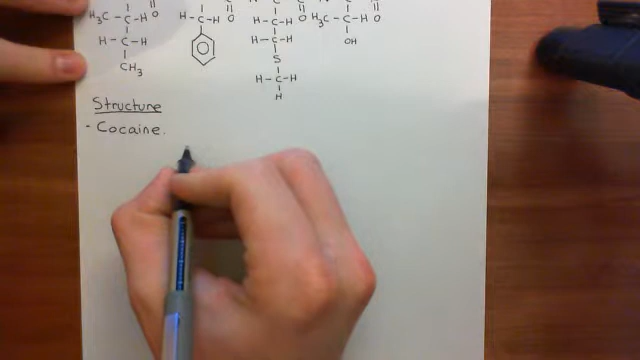 H₃C-C-H O H-C-H O H-C-H O H₃C-C-H O
H-C-H H-C-H OH
CH₃ S
H-C-H
H
Structure
- Cocaine.